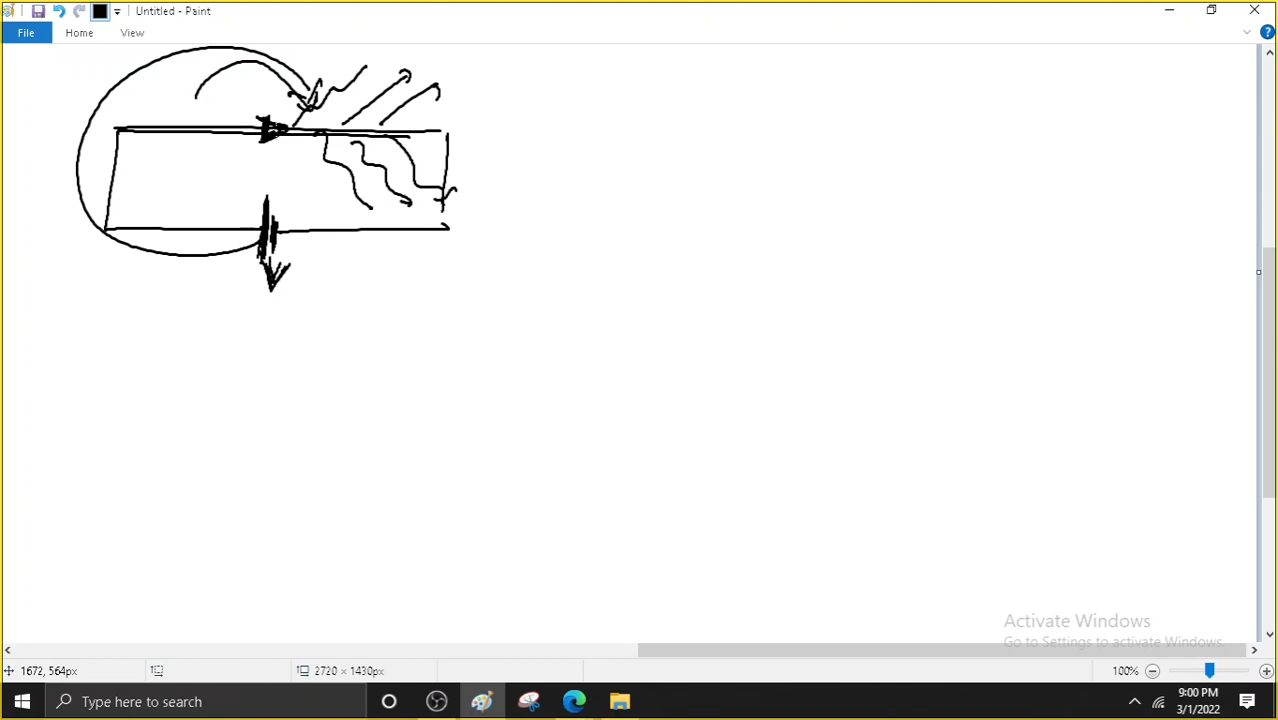 Untitled - Paint
File Home View
Activate Windows
Go to Settings to activate Windows.
1672, 564px
2720 × 1430px
100%
Type here to search
9:00 PM
3/1/2022